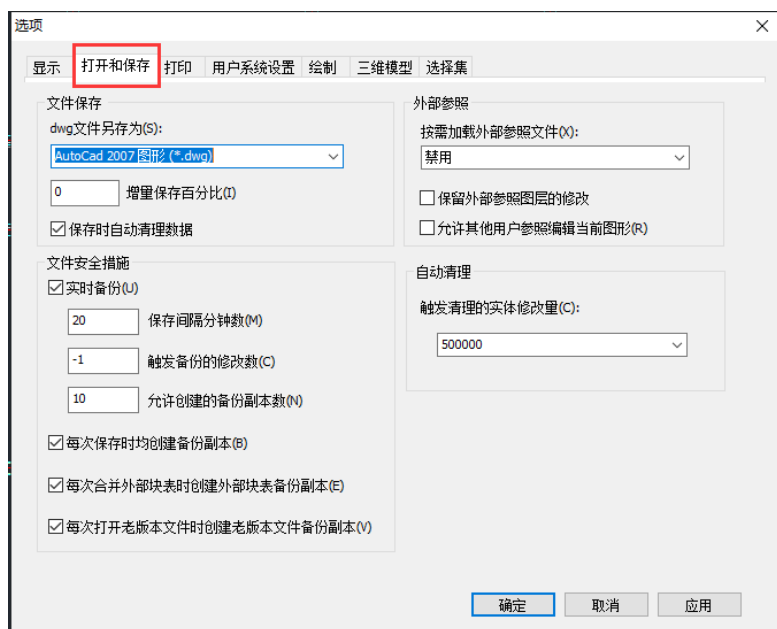 选项
显示 打开和保存 打印 用户系统设置 绘制 三维模型 选择集
文件保存
dwg文件另存为(S):
AutoCad 2007 图形 (*.dwg)
0 增量保存百分比(I)
保存时自动清理数据
文件安全措施
实时备份(U)
20 保存间隔分钟数(M)
-1 触发备份的修改数(C)
10 允许创建的备份副本数(N)
每次保存时均创建备份副本(B)
每次合并外部块表时创建外部块表备份副本(E)
每次打开老版本文件时创建老版本文件备份副本(V)
外部参照
按需加载外部参照文件(X):
禁用
保留外部参照图层的修改
允许其他用户参照编辑当前图形(R)
自动清理
触发清理的实体修改量(C):
500000
确定 取消 应用